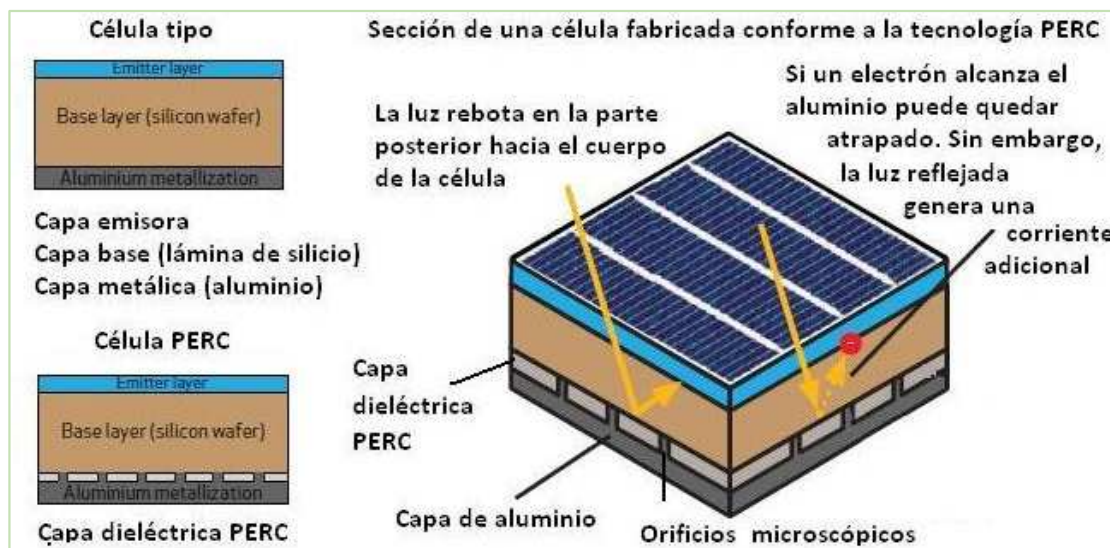 Célula tipo
Emitter layer
Base layer (silicon wafer)
Aluminium metallization
Capa emisora
Capa base (lámina de silicio)
Capa metálica (aluminio)
Célula PERC
Emitter layer
Base layer (silicon wafer)
Aluminium metallization
Capa dieléctrica PERC
Sección de una célula fabricada conforme a la tecnología PERC
La luz rebota en la parte
posterior hacia el cuerpo
de la célula
Si un electrón alcanza el
aluminio puede quedar
atrapado. Sin embargo,
la luz reflejada
genera una
corriente
adicional
Capa
dieléctrica
PERC
Capa de aluminio
Orificios microscópicos